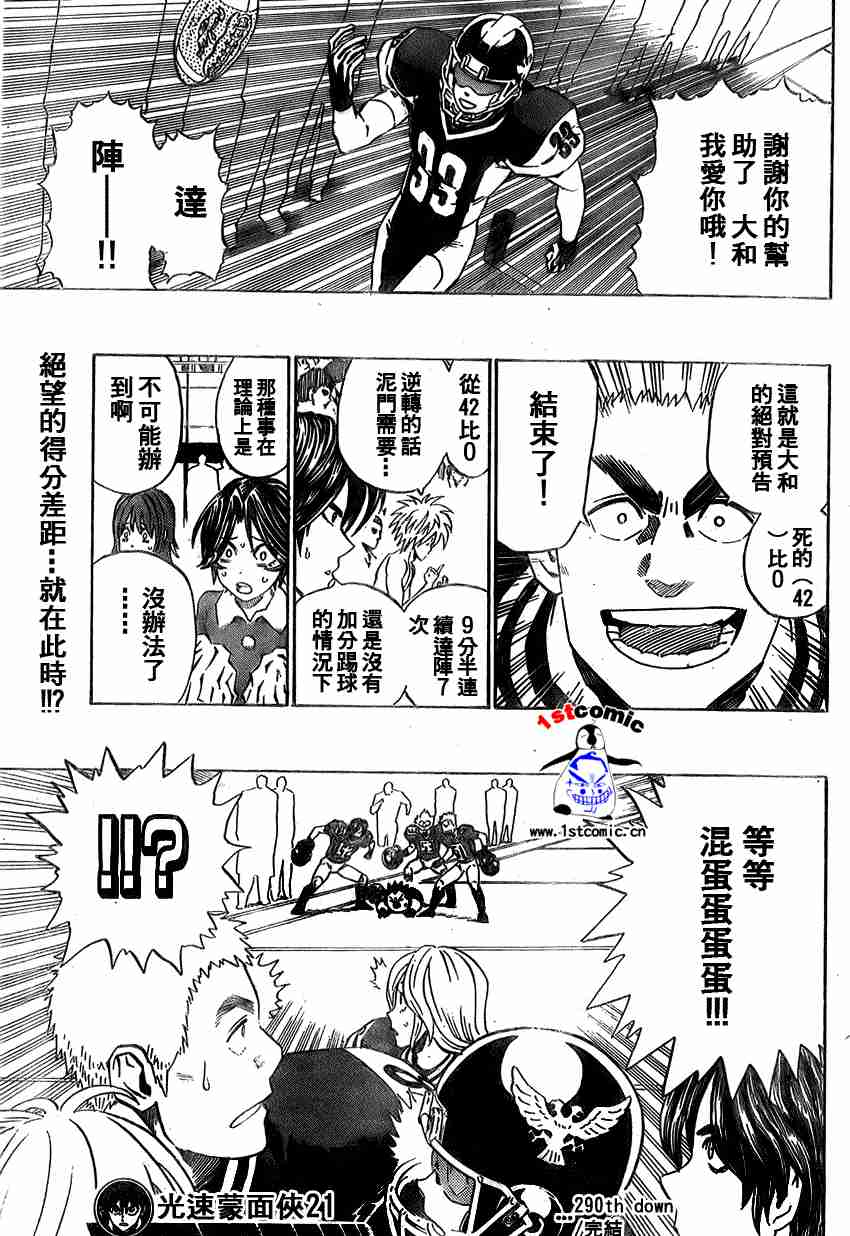 謝謝你的幫
助了 大和
我愛你哦！
33
33
達
陣——!!
這就是大和
的絕對預告
死的（42
）比0
結束了！
從42比0
逆轉的話
泥門需要…
9分半連
續達陣7
次
還是沒有
加分踢球
的情況下
那種事在
理論上是
不可能辦
到啊
沒辦法了
……
絕望的得分差距…就在此時!!?
1stcomic
www.1stcomic.cn
等等
混蛋蛋蛋蛋!!!
!!?
光速蒙面俠21
...290th down
/完結